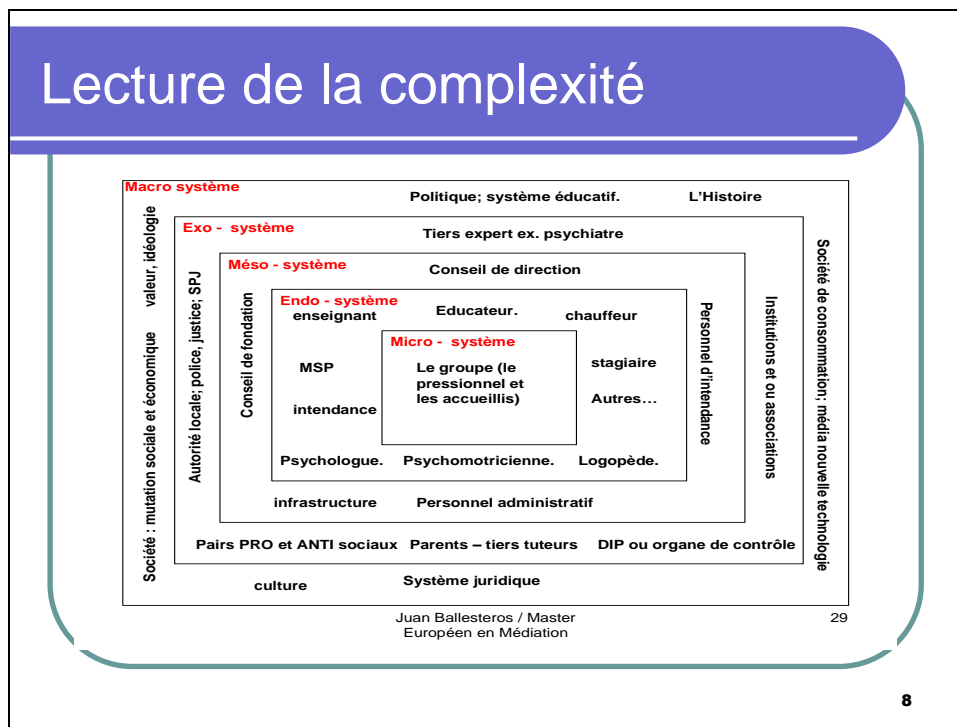 Lecture de la complexité
Macro système
Politique; système éducatif.
L'Histoire
Société : mutation sociale et économique valeur, idéologie
Société de consommation; média nouvelle technologie
Exo - système
Tiers expert ex. psychiatre
Autorité locale; police, justice; SPJ
Institutions et ou associations
Méso - système
Conseil de direction
Conseil de fondation
Personnel d'intendance
Endo - système
enseignant
Educateur.
chauffeur
Micro - système
MSP
Le groupe (le
pressionnel et
les accueillis)
stagiaire
intendance
Autres…
Psychologue.
Psychomotricienne.
Logopède.
infrastructure
Personnel administratif
Pairs PRO et ANTI sociaux
Parents – tiers tuteurs
DIP ou organe de contrôle
culture
Système juridique
Juan Ballesteros / Master
Européen en Médiation
29
8